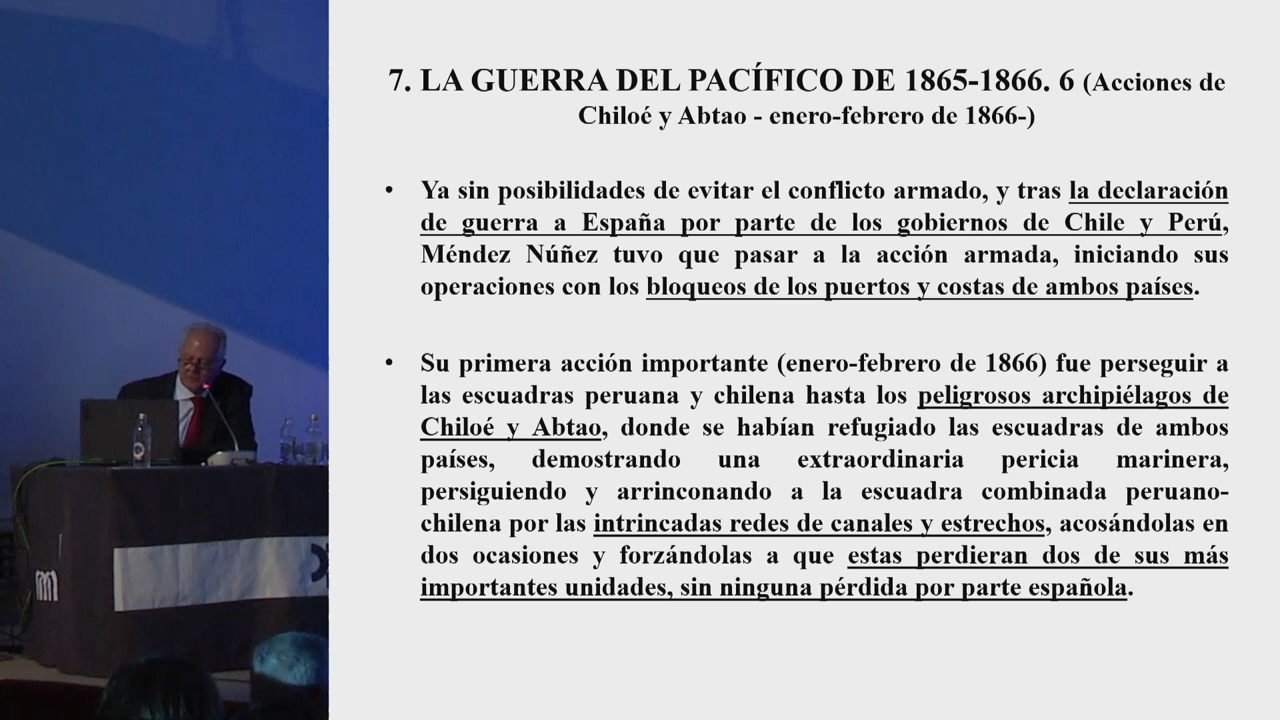 7. LA GUERRA DEL PACÍFICO DE 1865-1866. 6 (Acciones de
Chiloé y Abtao - enero-febrero de 1866-)
• Ya sin posibilidades de evitar el conflicto armado, y tras la declaración
de guerra a España por parte de los gobiernos de Chile y Perú,
Méndez Núñez tuvo que pasar a la acción armada, iniciando sus
operaciones con los bloqueos de los puertos y costas de ambos países.
• Su primera acción importante (enero-febrero de 1866) fue perseguir a
las escuadras peruana y chilena hasta los peligrosos archipiélagos de
Chiloé y Abtao, donde se habían refugiado las escuadras de ambos
países, demostrando una extraordinaria pericia marinera,
persiguiendo y arrinconando a la escuadra combinada peruano-
chilena por las intrincadas redes de canales y estrechos, acosándolas en
dos ocasiones y forzándolas a que estas perdieran dos de sus más
importantes unidades, sin ninguna pérdida por parte española.